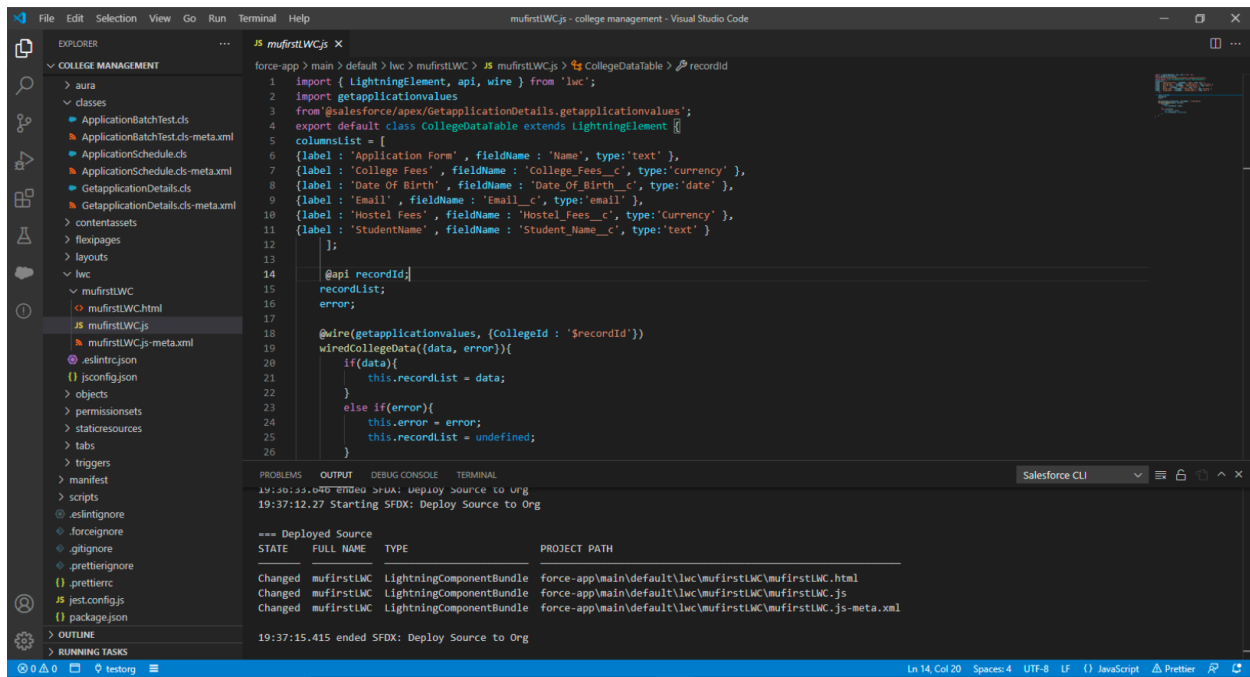 File Edit Selection View Go Run Terminal Help
mufirstLWC.js - college management - Visual Studio Code
EXPLORER
COLLEGE MANAGEMENT
aura
classes
ApplicationBatchTest.cls
ApplicationBatchTest.cls-meta.xml
ApplicationSchedule.cls
ApplicationSchedule.cls-meta.xml
GetapplicationDetails.cls
GetapplicationDetails.cls-meta.xml
contentassets
flexipages
layouts
lwc
mufirstLWC
mufirstLWC.html
JS mufirstLWC.js
mufirstLWC.js-meta.xml
.eslintrc.json
{} jsconfig.json
objects
permissionsets
staticresources
tabs
triggers
manifest
scripts
.eslintignore
.forceignore
.gitignore
.prettierignore
{} .prettierrc
JS jest.config.js
{} package.json
OUTLINE
RUNNING TASKS
JS mufirstLWC.js
force-app > main > default > lwc > mufirstLWC > JS mufirstLWC.js > CollegeDataTable > recordId
1 import { LightningElement, api, wire } from 'lwc';
2 import getapplicationvalues
3 from'@salesforce/apex/GetapplicationDetails.getapplicationvalues';
4 export default class CollegeDataTable extends LightningElement {
5 columnsList = [
6 {label : 'Application Form' , fieldName : 'Name', type:'text' },
7 {label : 'College Fees' , fieldName : 'College_Fees__c', type:'currency' },
8 {label : 'Date Of Birth' , fieldName : 'Date_Of_Birth__c', type:'date' },
9 {label : 'Email' , fieldName : 'Email__c', type:'email' },
10 {label : 'Hostel Fees' , fieldName : 'Hostel_Fees__c', type:'Currency' },
11 {label : 'StudentName' , fieldName : 'Student_Name__c', type:'text' }
12 ];
13
14 @api recordId;
15 recordList;
16 error;
17
18 @wire(getapplicationvalues, {CollegeId : '$recordId'})
19 wiredCollegeData({data, error}){
20 if(data){
21 this.recordList = data;
22 }
23 else if(error){
24 this.error = error;
25 this.recordList = undefined;
26 }
PROBLEMS OUTPUT DEBUG CONSOLE TERMINAL
Salesforce CLI
19:36:33.646 ended SFDX: Deploy Source to Org
19:37:12.27 Starting SFDX: Deploy Source to Org
=== Deployed Source
STATE FULL NAME TYPE PROJECT PATH
Changed mufirstLWC LightningComponentBundle force-app\main\default\lwc\mufirstLWC\mufirstLWC.html
Changed mufirstLWC LightningComponentBundle force-app\main\default\lwc\mufirstLWC\mufirstLWC.js
Changed mufirstLWC LightningComponentBundle force-app\main\default\lwc\mufirstLWC\mufirstLWC.js-meta.xml
19:37:15.415 ended SFDX: Deploy Source to Org
0 0 testorg
Ln 14, Col 20 Spaces: 4 UTF-8 LF {} JavaScript Prettier